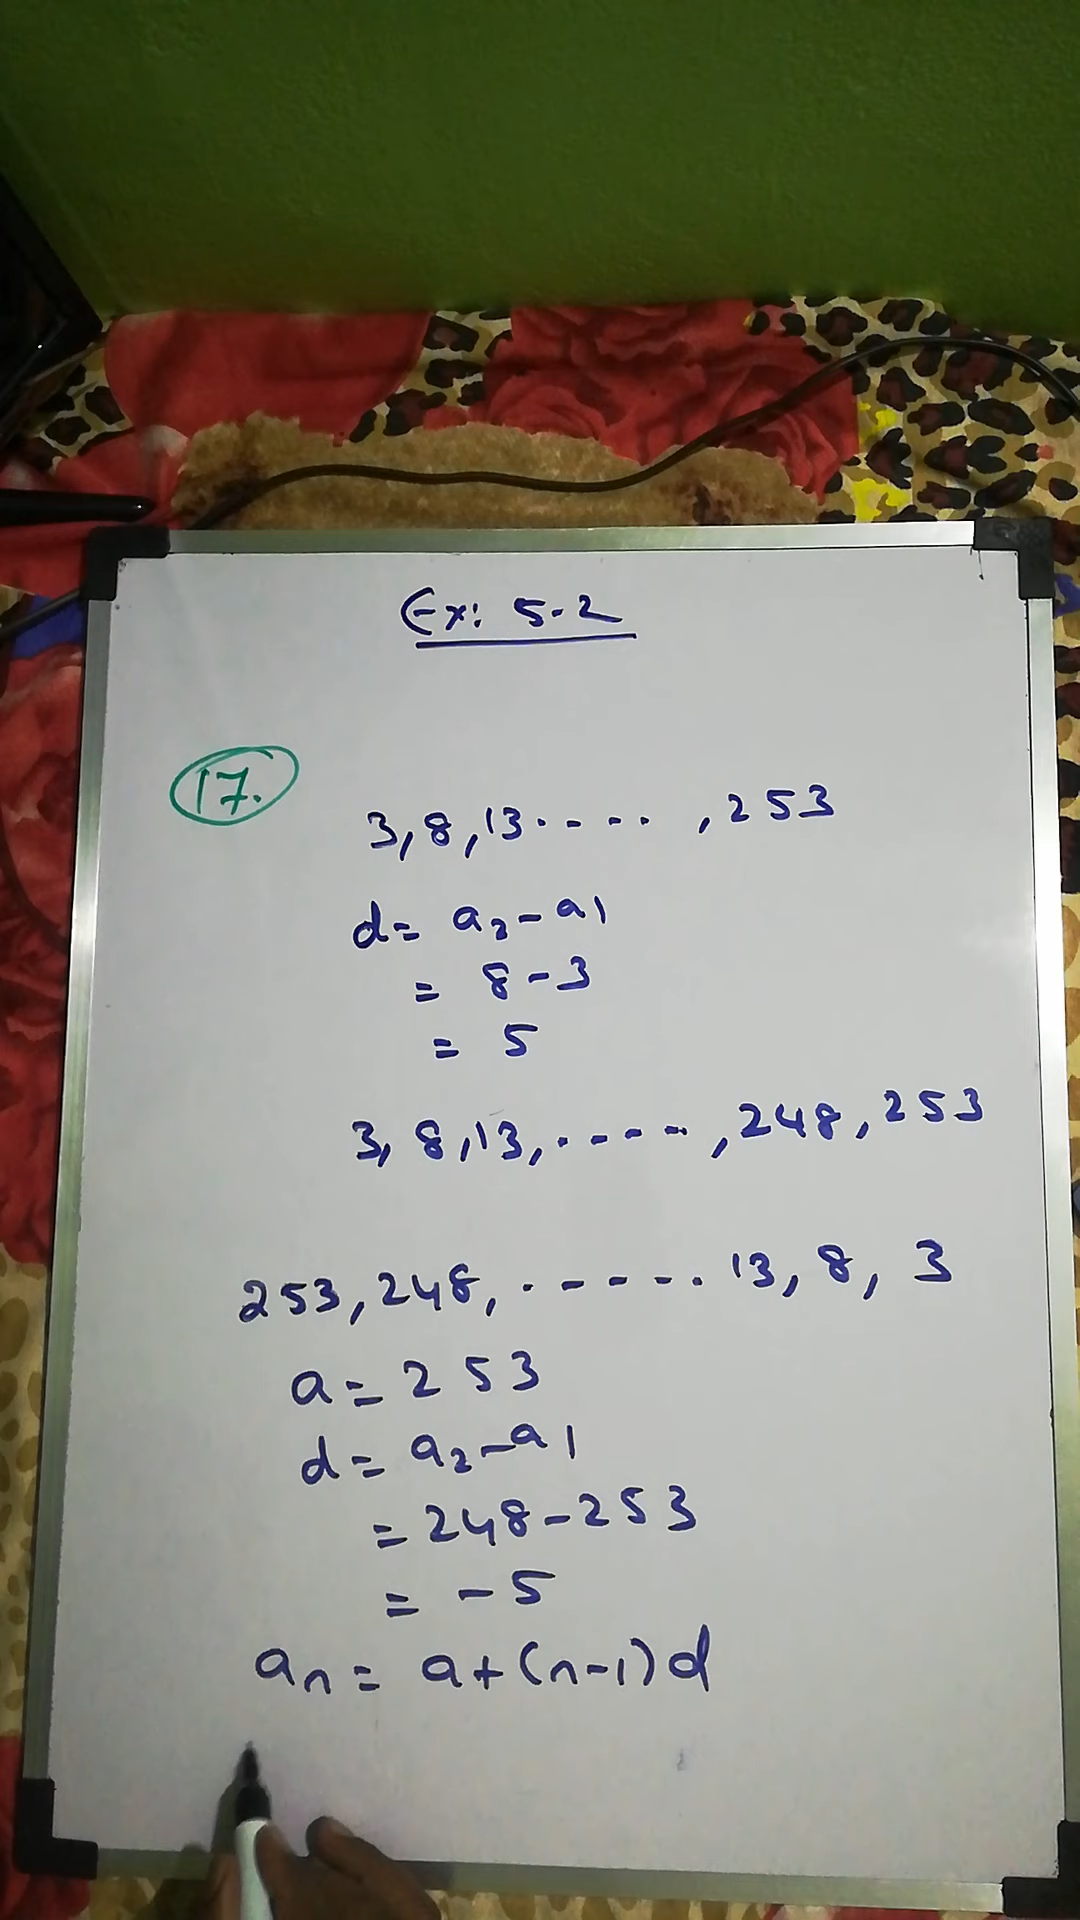 Ex: 5.2
17.
3, 8, 13. - - . . , 253
d = a₂ - a₁
= 8 - 3
= 5
3, 8, 13, . - - - - , 248, 253
253, 248, . - - - - . 13, 8, 3
a = 253
d = a₂ - a₁
= 248 - 253
= - 5
aₙ = a + (n-1) d